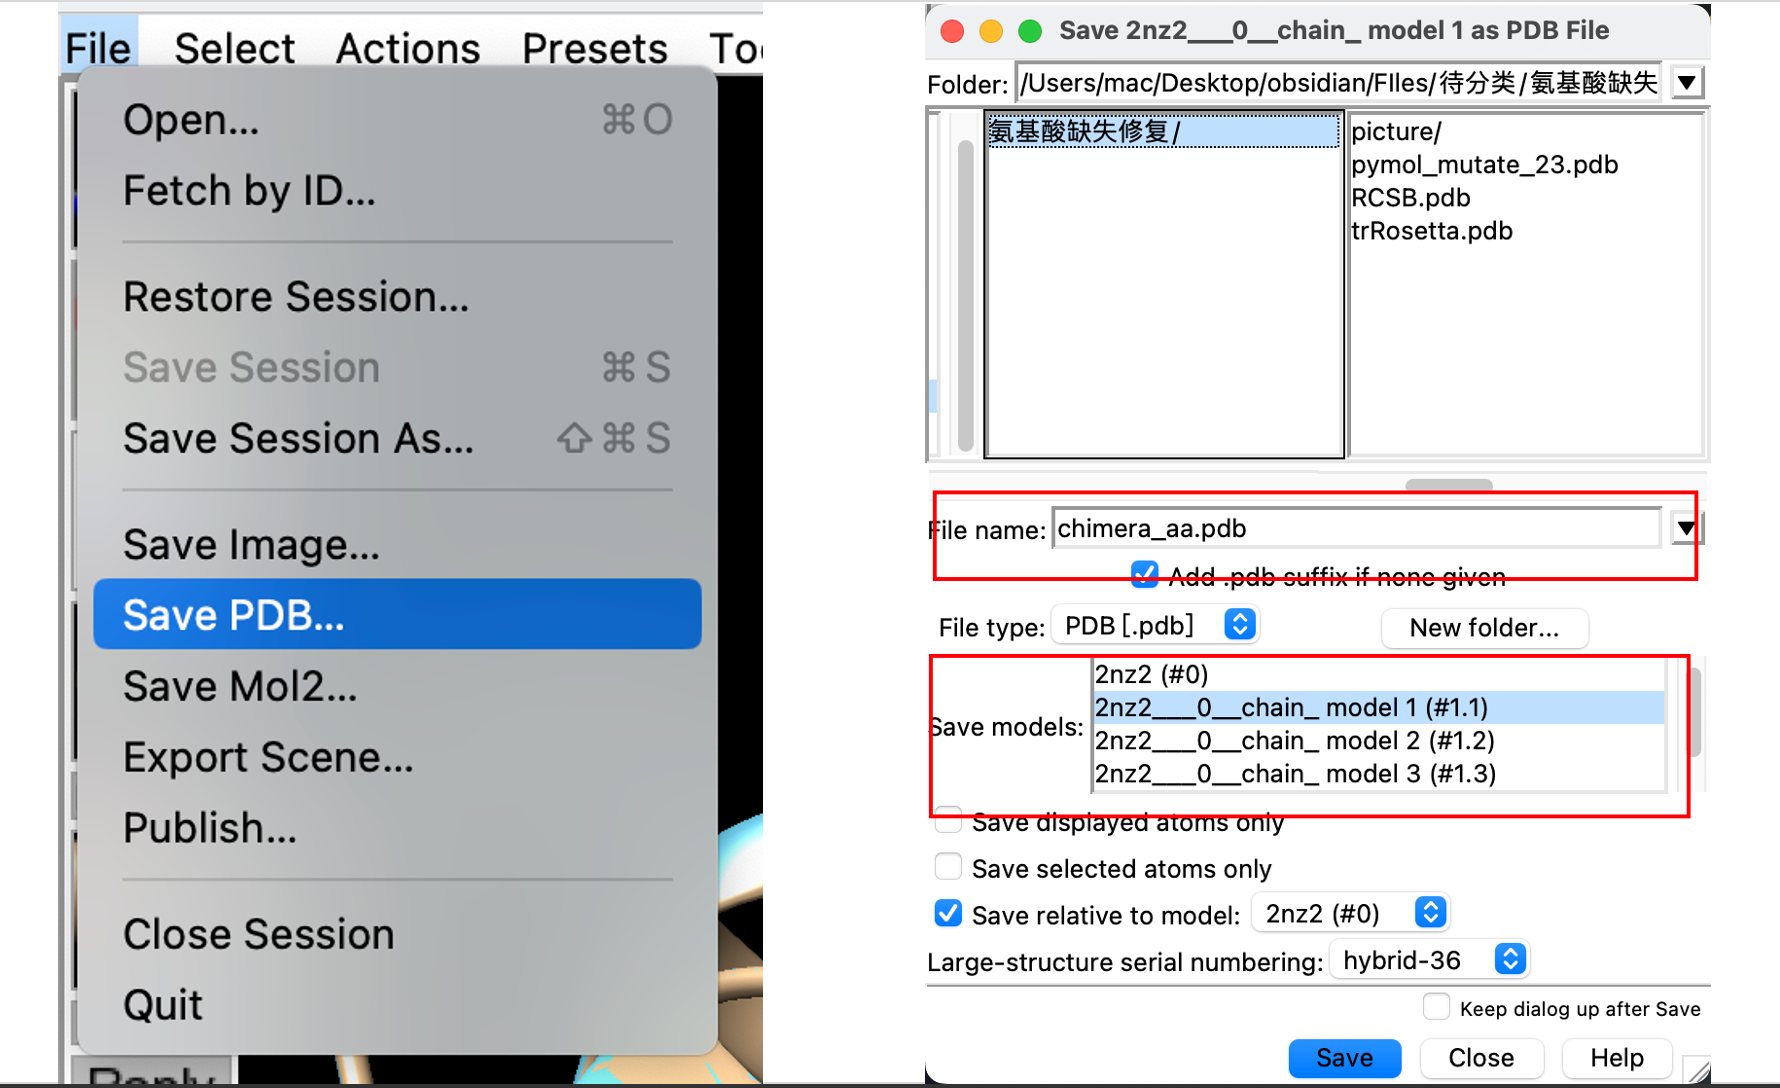 File Select Actions Presets Too
Open... ⌘O
Fetch by ID...
Restore Session...
Save Session ⌘S
Save Session As... ⇧⌘S
Save Image...
Save PDB...
Save Mol2...
Export Scene...
Publish...
Close Session
Quit
Reply
Save 2nz2___0__chain_ model 1 as PDB File
Folder: /Users/mac/Desktop/obsidian/FIles/待分类/氨基酸缺失
氨基酸缺失修复/
picture/
pymol_mutate_23.pdb
RCSB.pdb
trRosetta.pdb
File name: chimera_aa.pdb
Add .pdb suffix if none given
File type: PDB [.pdb] New folder...
Save models:
2nz2 (#0)
2nz2___0__chain_ model 1 (#1.1)
2nz2___0__chain_ model 2 (#1.2)
2nz2___0__chain_ model 3 (#1.3)
Save displayed atoms only
Save selected atoms only
Save relative to model: 2nz2 (#0)
Large-structure serial numbering: hybrid-36
Keep dialog up after Save
Save Close Help